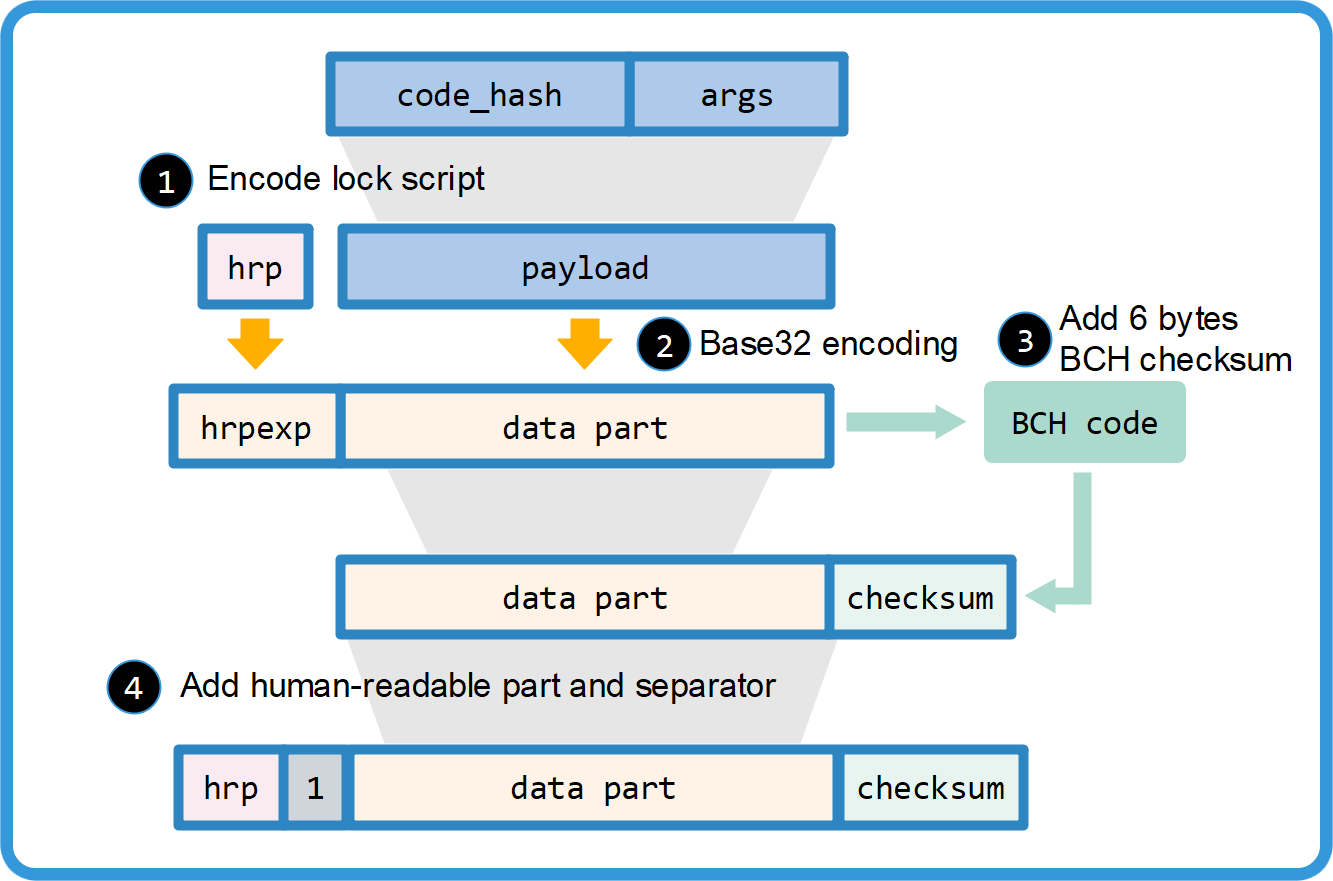 code_hash args
1 Encode lock script
hrp payload
2 Base32 encoding
3 Add 6 bytes
BCH checksum
hrpexp data part
BCH code
data part checksum
4 Add human-readable part and separator
hrp 1 data part checksum